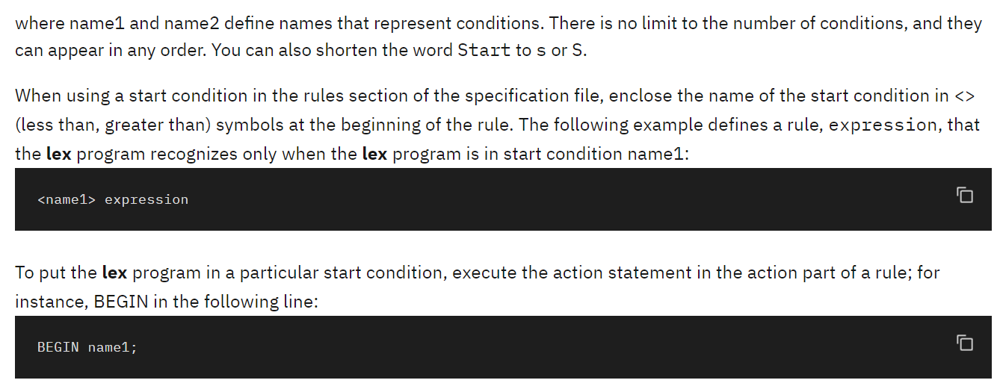 where name1 and name2 define names that represent conditions. There is no limit to the number of conditions, and they
can appear in any order. You can also shorten the word Start to s or S.
When using a start condition in the rules section of the specification file, enclose the name of the start condition in <>
(less than, greater than) symbols at the beginning of the rule. The following example defines a rule, expression, that
the lex program recognizes only when the lex program is in start condition name1:
<name1> expression
To put the lex program in a particular start condition, execute the action statement in the action part of a rule; for
instance, BEGIN in the following line:
BEGIN name1;